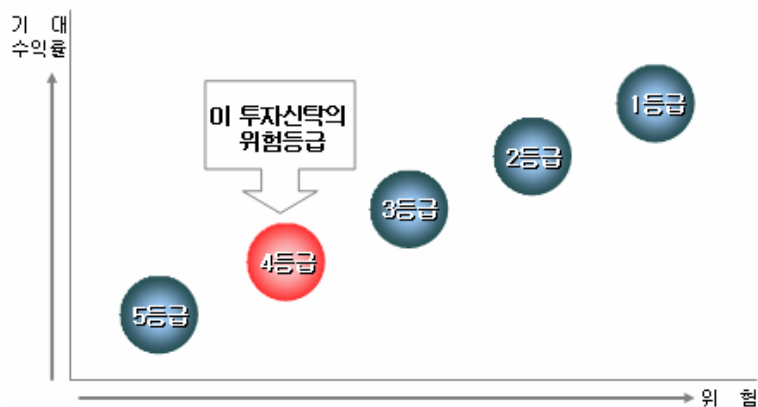 기 대
수익률
이 투자신탁의
위험등급
1등급
2등급
3등급
4등급
5등급
위 험